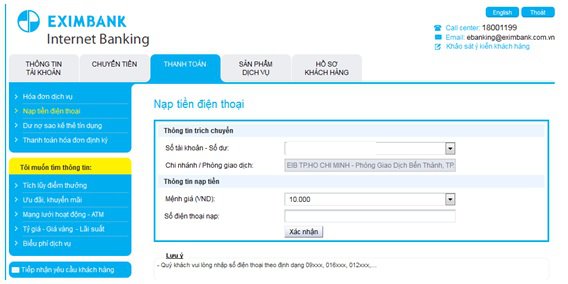 EXIMBANK
Internet Banking
English
Thoát
Call center: 18001199
Email: ebanking@eximbank.com.vn
Khảo sát ý kiến khách hàng
THÔNG TIN
TÀI KHOẢN
CHUYỂN TIỀN
THANH TOÁN
SẢN PHẨM
DỊCH VỤ
HỒ SƠ
KHÁCH HÀNG
Hóa đơn dịch vụ
Nạp tiền điện thoại
Dư nợ sao kê thẻ tín dụng
Thanh toán hóa đơn định kỳ
Tôi muốn tìm thông tin:
Tích lũy điểm thưởng
Ưu đãi, khuyến mãi
Mạng lưới hoạt động - ATM
Tỷ giá - Giá vàng - Lãi suất
Biểu phí dịch vụ
Tiếp nhận yêu cầu khách hàng
Nạp tiền điện thoại
Thông tin trích chuyển
Số tài khoản - Số dư:
Chi nhánh / Phòng giao dịch: EIB TP.HO CHI MINH - Phòng Giao Dịch Bến Thành, TP.
Thông tin nạp tiền
Mệnh giá (VND): 10.000
Số điện thoại nạp:
Xác nhận
Lưu ý
- Quý khách vui lòng nhập số điện thoại theo định dạng 09xxx, 016xxx, 012xxx,...